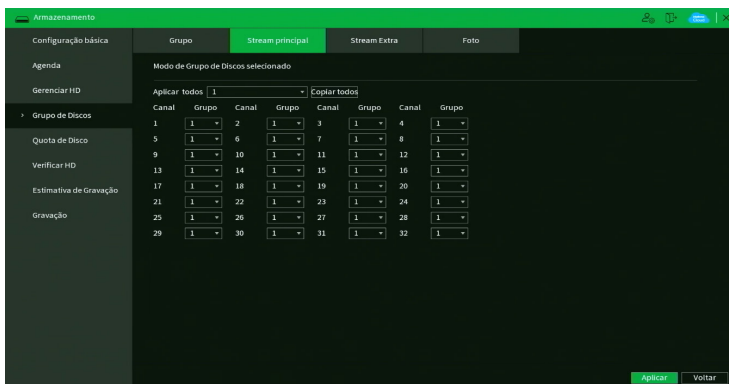 Armazenamento
Configuração básica
Agenda
Gerenciar HD
Grupo de Discos
Quota de Disco
Verificar HD
Estimativa de Gravação
Gravação
Grupo Stream principal Stream Extra Foto
Modo de Grupo de Discos selecionado
Aplicar todos 1 Copiar todos
Canal Grupo Canal Grupo Canal Grupo Canal Grupo
1 1 2 1 3 1 4 1
5 1 6 1 7 1 8 1
9 1 10 1 11 1 12 1
13 1 14 1 15 1 16 1
17 1 18 1 19 1 20 1
21 1 22 1 23 1 24 1
25 1 26 1 27 1 28 1
29 1 30 1 31 1 32 1
Aplicar Voltar